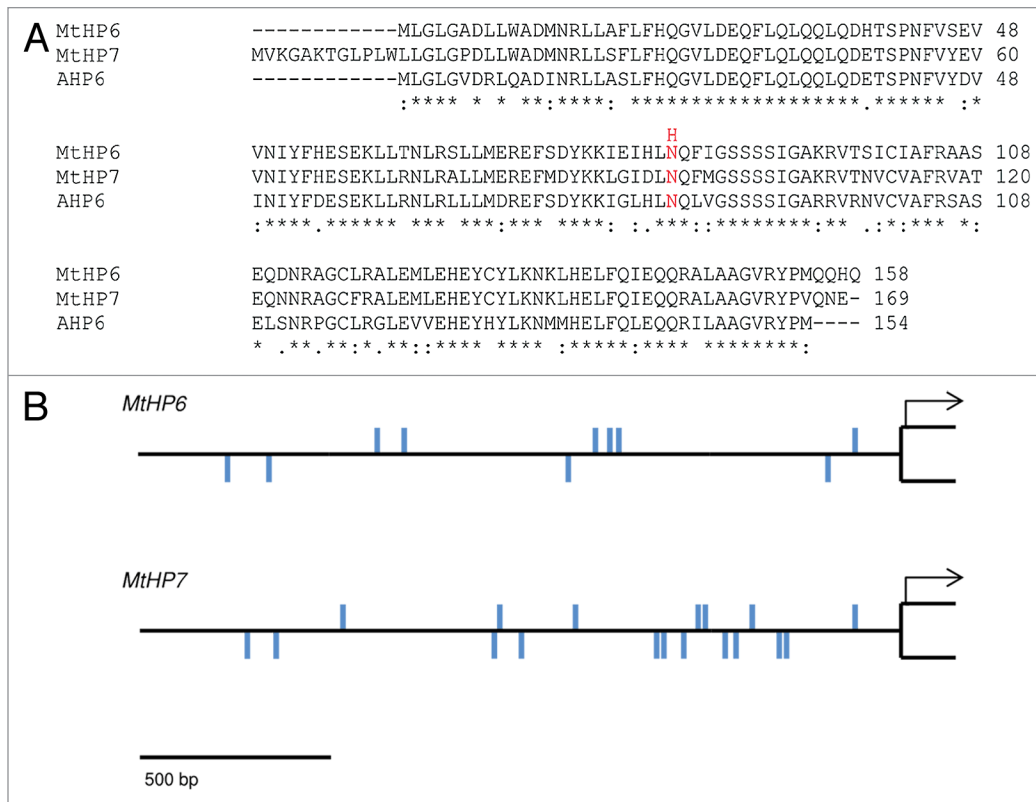 A
MtHP6 ------------MLGLGADLLWADMNRLLAFLFHQGVLDEQFLQLQQLQDHTSPNFVSEV 48
MtHP7 MVKGAKTGLPLWLLGLGPDLLWADMNRLLSFLFHQGVLDEQFLQLQQLQDETSPNFVYEV 60
AHP6 ------------MLGLGVDRLQADINRLLASLFHQGVLDEQFLQLQQLQDETSPNFVYDV 48
:**** * * **:****: *******************.***** :*
H
MtHP6 VNIYFHESEKLLTNLRSLLMEREFSDYKKIEIHLNQFIGSSSSIGAKRVTSICIAFRAAS 108
MtHP7 VNIYFHESEKLLRNLRALLMEREFMDYKKLGIDLNQFMGSSSSIGAKRVTNVCVAFRVAT 120
AHP6 INIYFDESEKLLRNLRLLLMDREFSDYKKIGLHLNQLVGSSSSIGARRVRNVCVAFRSAS 108
:****.****** *** ***:*** ****: :.***::********:** .:*:*** *:
MtHP6 EQDNRAGCLRALEMLEHEYCYLKNKLHELFQIEQQRALAAGVRYPMQQHQ 158
MtHP7 EQNNRAGCFRALEMLEHEYCYLKNKLHELFQIEQQRALAAGVRYPVQNE- 169
AHP6 ELSNRPGCLRGLEVVEHEYHYLKNMMHELFQLEQQRILAAGVRYPM---- 154
* .**.**:*.**::**** **** :*****:**** ********:
B
MtHP6
MtHP7
500 bp